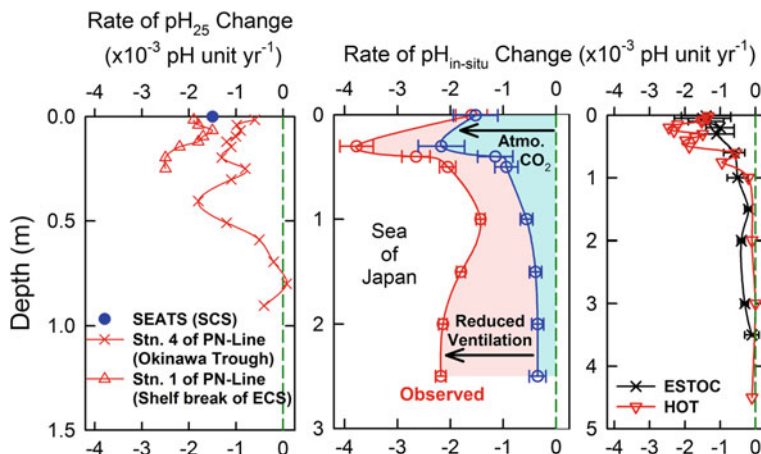 Rate of pH25 Change
(x10-3 pH unit yr-1)
Rate of pHin-situ Change (x10-3 pH unit yr-1)
-4 -3 -2 -1 0
-4 -3 -2 -1 0
-4 -3 -2 -1 0
Depth (m)
0.0
0.5
1.0
1.5
SEATS (SCS)
Stn. 4 of PN-Line
(Okinawa Trough)
Stn. 1 of PN-Line
(Shelf break of ECS)
-4 -3 -2 -1 0
0
1
2
3
Atmo.
CO2
Sea
of
Japan
Reduced
Ventilation
Observed
-4 -3 -2 -1 0
0
1
2
3
4
5
ESTOC
HOT
-4 -3 -2 -1 0